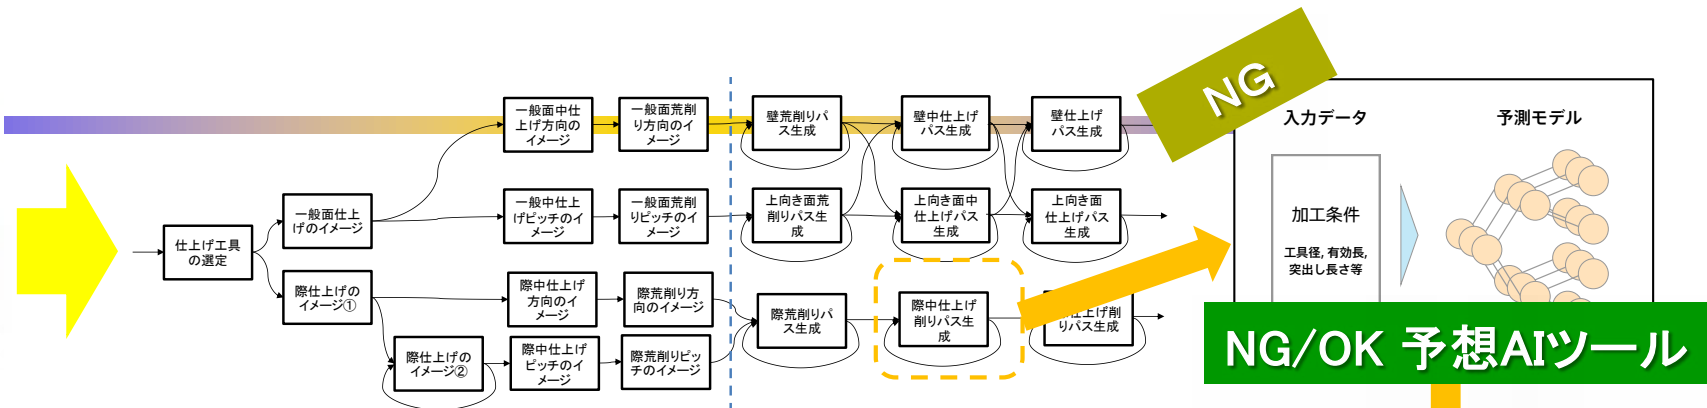 仕上げ工具
の選定
一般面仕上
げのイメージ
際仕上げの
イメージ①
際仕上げの
イメージ②
一般面中仕
上げ方向の
イメージ
一般面荒削
り方向のイ
メージ
一般中仕上
げピッチのイ
メージ
一般面荒削
りピッチのイ
メージ
際中仕上げ
方向のイ
メージ
際荒削り方
向のイメージ
際中仕上げ
ピッチのイ
メージ
際荒削りピッ
チのイメージ
壁荒削りパ
ス生成
壁中仕上げ
パス生成
壁仕上げ
パス生成
上向き面荒
削りパス生
成
上向き面中
仕上げパス
生成
上向き面
仕上げパス
生成
際荒削りパ
ス生成
際中仕上げ
削りパス生
成
仕上げ削
りパス生成
NG
入力データ
予測モデル
加工条件
工具径, 有効長,
突出し長さ等
NG/OK 予想AIツール